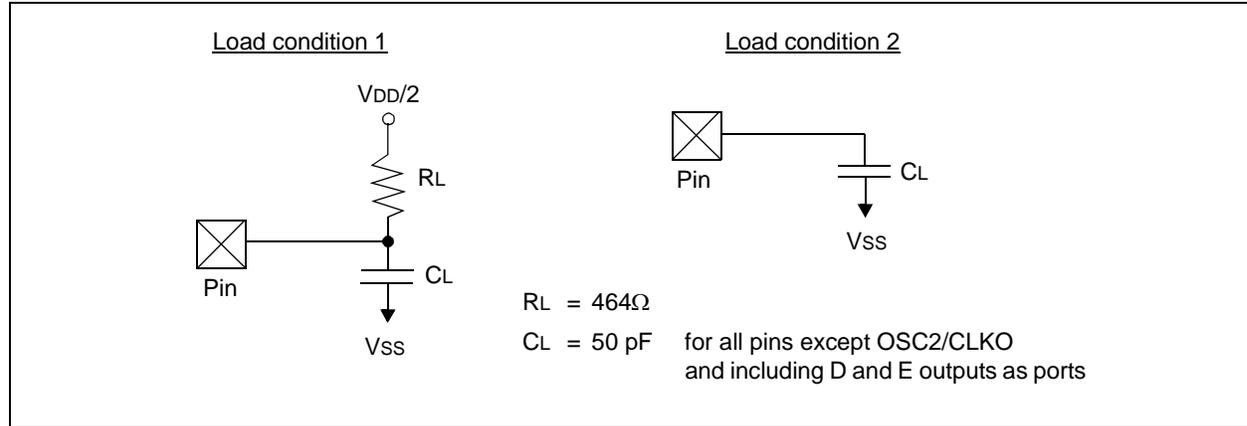 Load condition 1
VDD/2
RL
Pin
CL
VSS
Load condition 2
Pin
CL
VSS
RL = 464Ω
CL = 50 pF for all pins except OSC2/CLKO
and including D and E outputs as ports